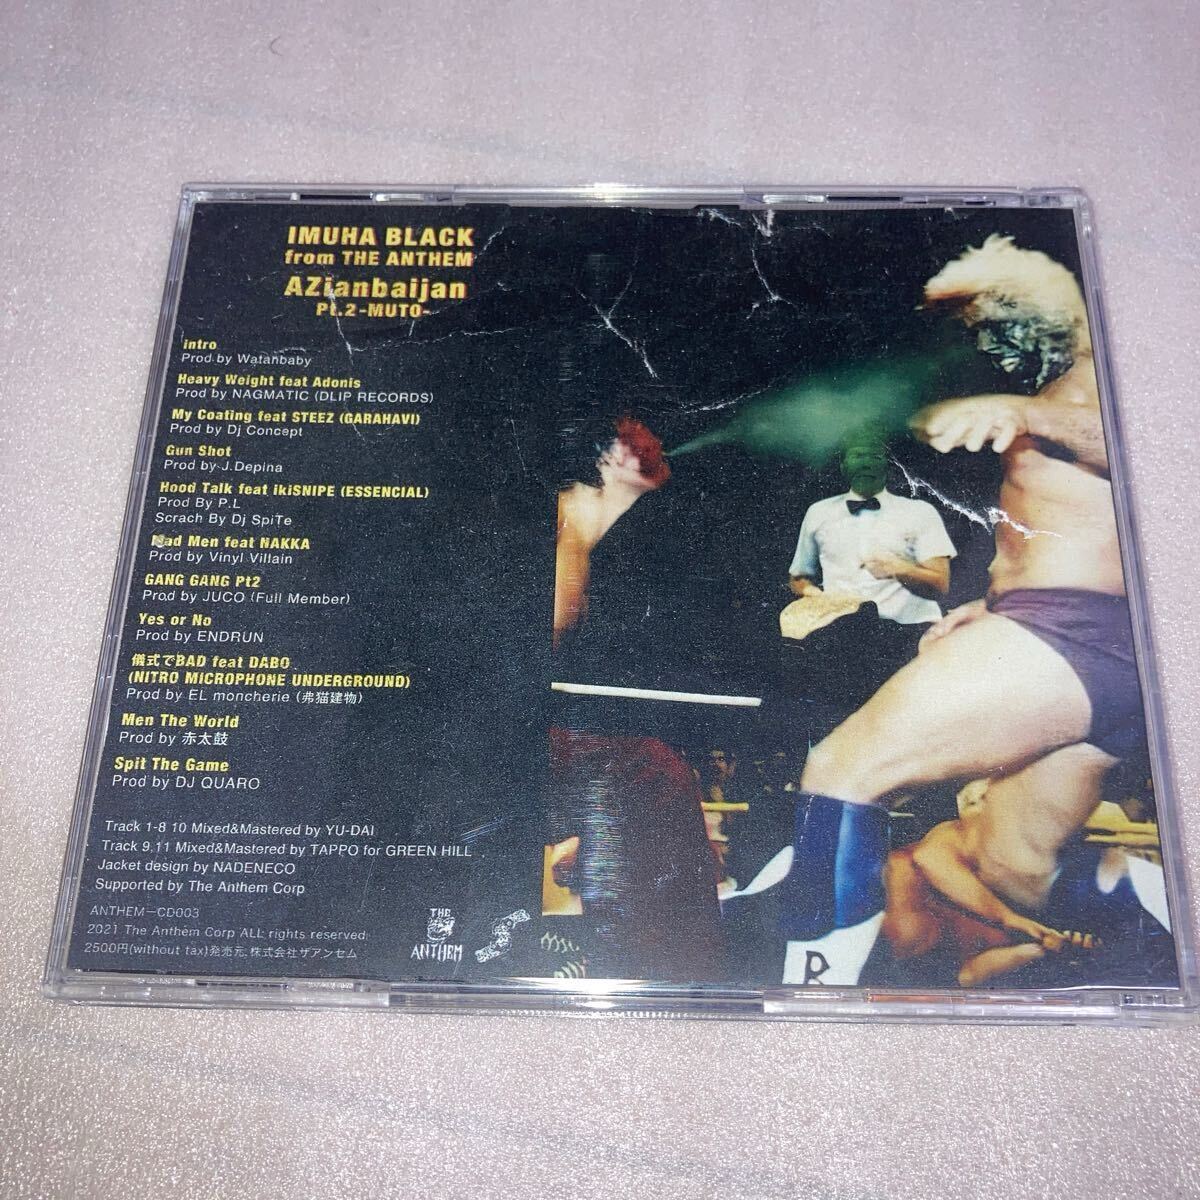 IMUHA BLACK
from THE ANTHEM
AZianbaijan
Pt.2-MUTO-
intro
Prod by Watanbaby
Heavy Weight feat Adonis
Prod by NAGMATIC (DLIP RECORDS)
My Coating feat STEEZ (GARAHAVI)
Prod by Dj Concept
Gun Shot
Prod by J.Depina
Hood Talk feat ikiSNIPE (ESSENCIAL)
Prod By P.L
Scrach By Dj SpiTe
Mad Men feat NAKKA
Prod by Vinyl Villain
GANG GANG Pt2
Prod by JUCO (Full Member)
Yes or No
Prod by ENDRUN
儀式でBAD feat DABO
(NITRO MICROPHONE UNDERGROUND)
Prod by EL moncherie (弗猫建物)
Men The World
Prod by 赤太鼓
Spit The Game
Prod by DJ QUARO
Track 1-8 10 Mixed&Mastered by YU-DAI
Track 9,11 Mixed&Mastered by TAPPO for GREEN HILL
Jacket design by NADENECO
Supported by The Anthem Corp
ANTHEM-CD003
2021 The Anthem Corp ALL rights reserved
2500円(without tax)発売元.株式会社ザアンセム
THE
ANTHEM
R